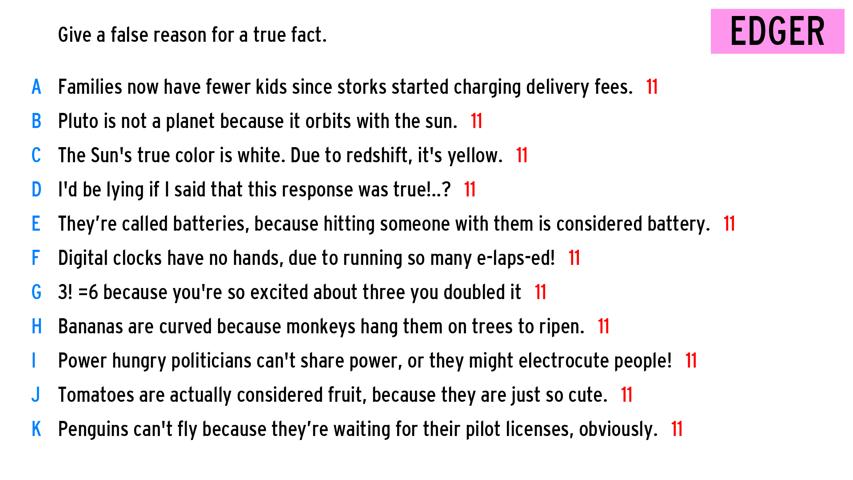 Give a false reason for a true fact.
EDGER
A Families now have fewer kids since storks started charging delivery fees. 11
B Pluto is not a planet because it orbits with the sun. 11
C The Sun's true color is white. Due to redshift, it's yellow. 11
D I'd be lying if I said that this response was true!..? 11
E They’re called batteries, because hitting someone with them is considered battery. 11
F Digital clocks have no hands, due to running so many e-laps-ed! 11
G 3! =6 because you're so excited about three you doubled it 11
H Bananas are curved because monkeys hang them on trees to ripen. 11
I Power hungry politicians can't share power, or they might electrocute people! 11
J Tomatoes are actually considered fruit, because they are just so cute. 11
K Penguins can't fly because they’re waiting for their pilot licenses, obviously. 11